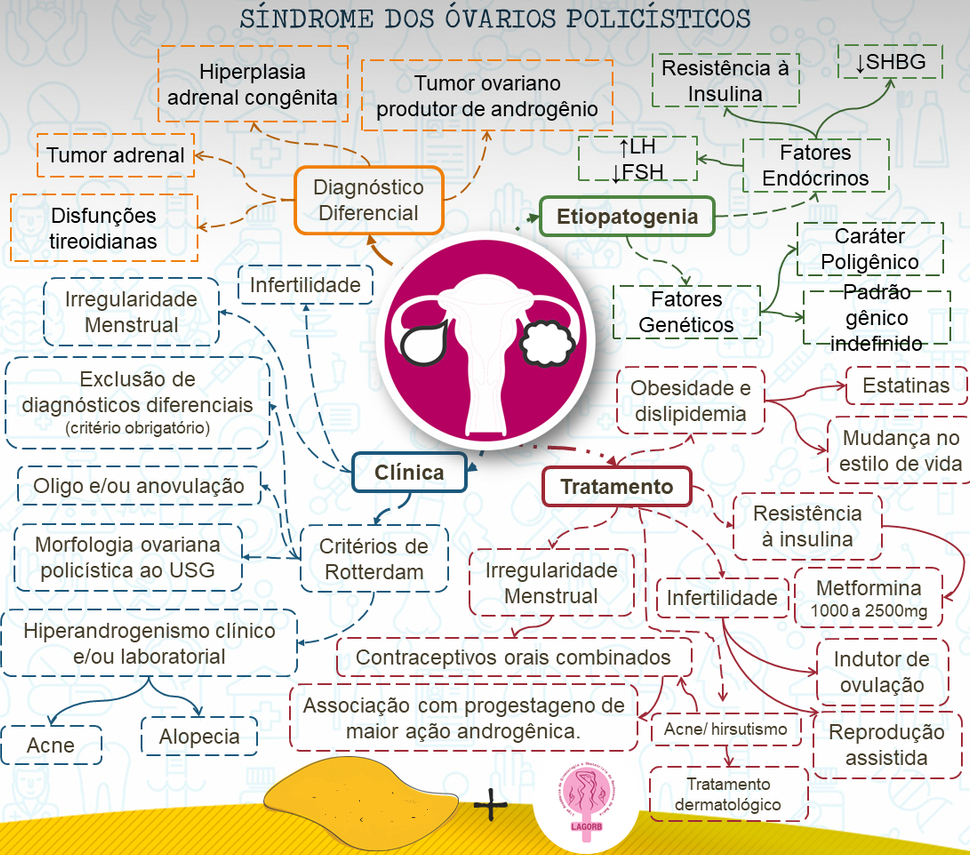 SÍNDROME DOS ÓVARIOS POLICÍSTICOS
Hiperplasia
adrenal congênita
Tumor ovariano
produtor de androgênio
Tumor adrenal
Disfunções
tireoidianas
Diagnóstico
Diferencial
Resistência à
Insulina
↓SHBG
↑LH
↓FSH
Fatores
Endócrinos
Etiopatogenia
Caráter
Poligênico
Fatores
Genéticos
Padrão
gênico
indefinido
Infertilidade
Irregularidade
Menstrual
Exclusão de
diagnósticos diferenciais
(critério obrigatório)
Oligo e/ou anovulação
Morfologia ovariana
policística ao USG
Clínica
Critérios de
Rotterdam
Hiperandrogenismo clínico
e/ou laboratorial
Acne
Alopecia
Obesidade e
dislipidemia
Estatinas
Mudança no
estilo de vida
Tratamento
Resistência
à insulina
Metformina
1000 a 2500mg
Irregularidade
Menstrual
Infertilidade
Contraceptivos orais combinados
Indutor de
ovulação
Associação com progestageno de
maior ação androgênica.
Acne/ hirsutismo
Reprodução
assistida
Tratamento
dermatológico
+
LAGORB